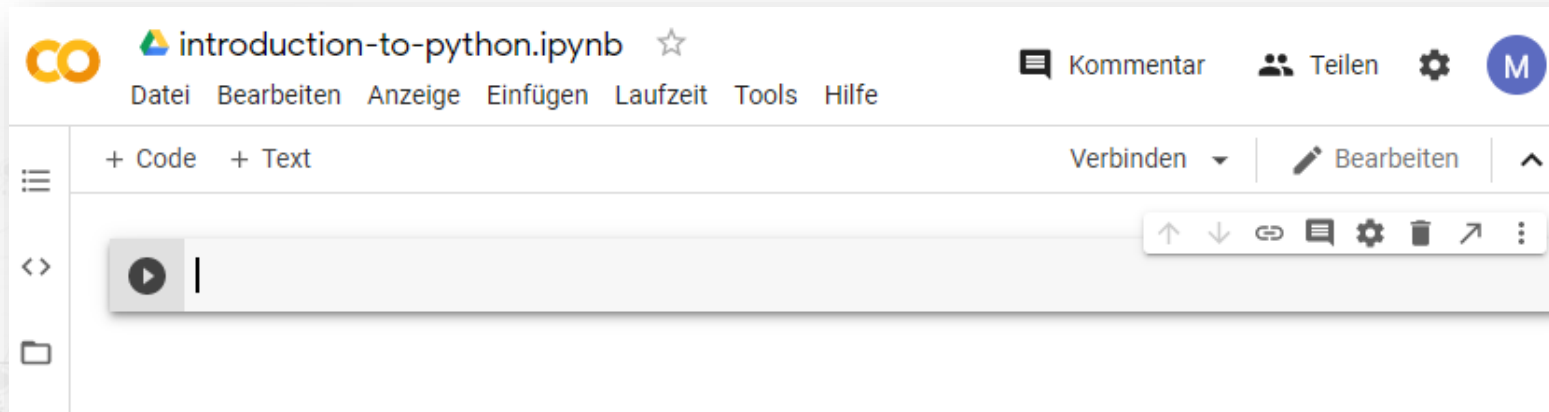 CO introduction-to-python.ipynb
Kommentar Teilen M
Datei Bearbeiten Anzeige Einfügen Laufzeit Tools Hilfe
+ Code + Text Verbinden Bearbeiten